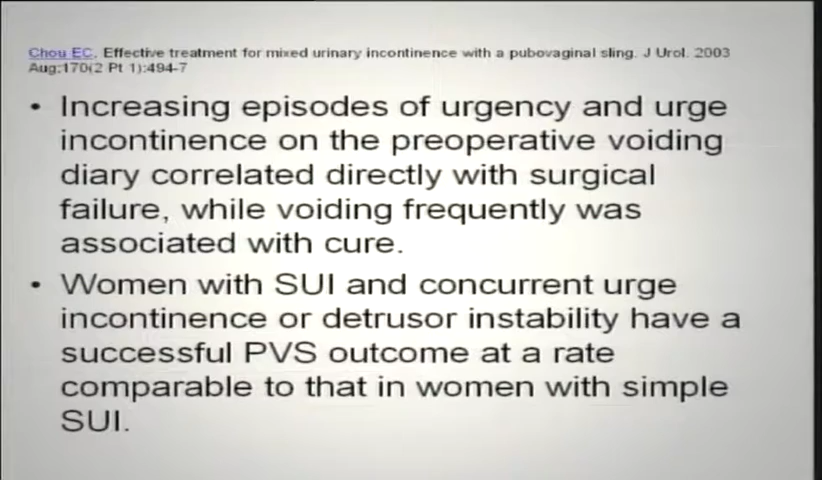 Chou EC. Effective treatment for mixed urinary incontinence with a pubovaginal sling. J Urol. 2003
Aug;170(2 Pt 1):494-7
• Increasing episodes of urgency and urge
incontinence on the preoperative voiding
diary correlated directly with surgical
failure, while voiding frequently was
associated with cure.
• Women with SUI and concurrent urge
incontinence or detrusor instability have a
successful PVS outcome at a rate
comparable to that in women with simple
SUI.